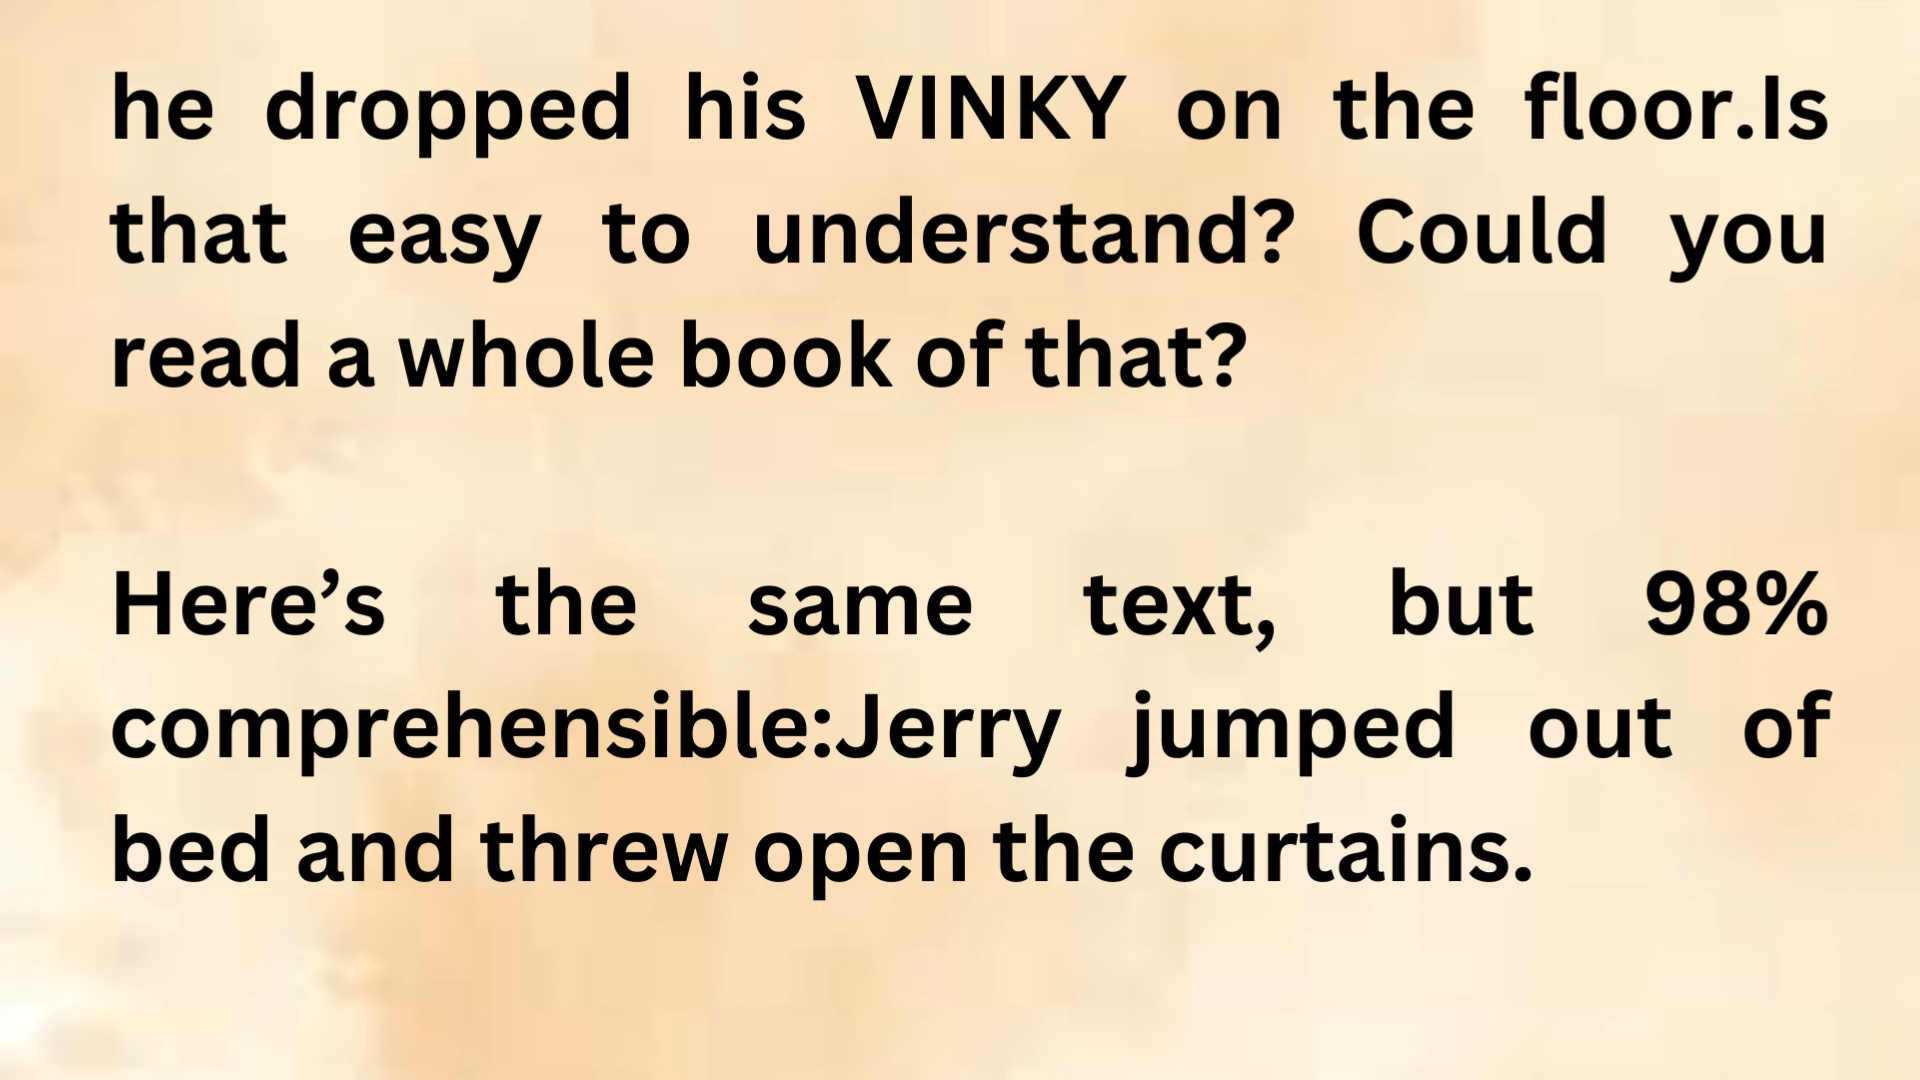 he dropped his VINKY on the floor.Is
that easy to understand? Could you
read a whole book of that?
Here’s the same text, but 98%
comprehensible:Jerry jumped out of
bed and threw open the curtains.